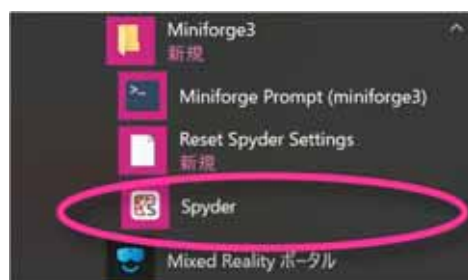 Miniforge3
新規
Miniforge Prompt (miniforge3)
Reset Spyder Settings
新規
Spyder
Mixed Reality ポータル